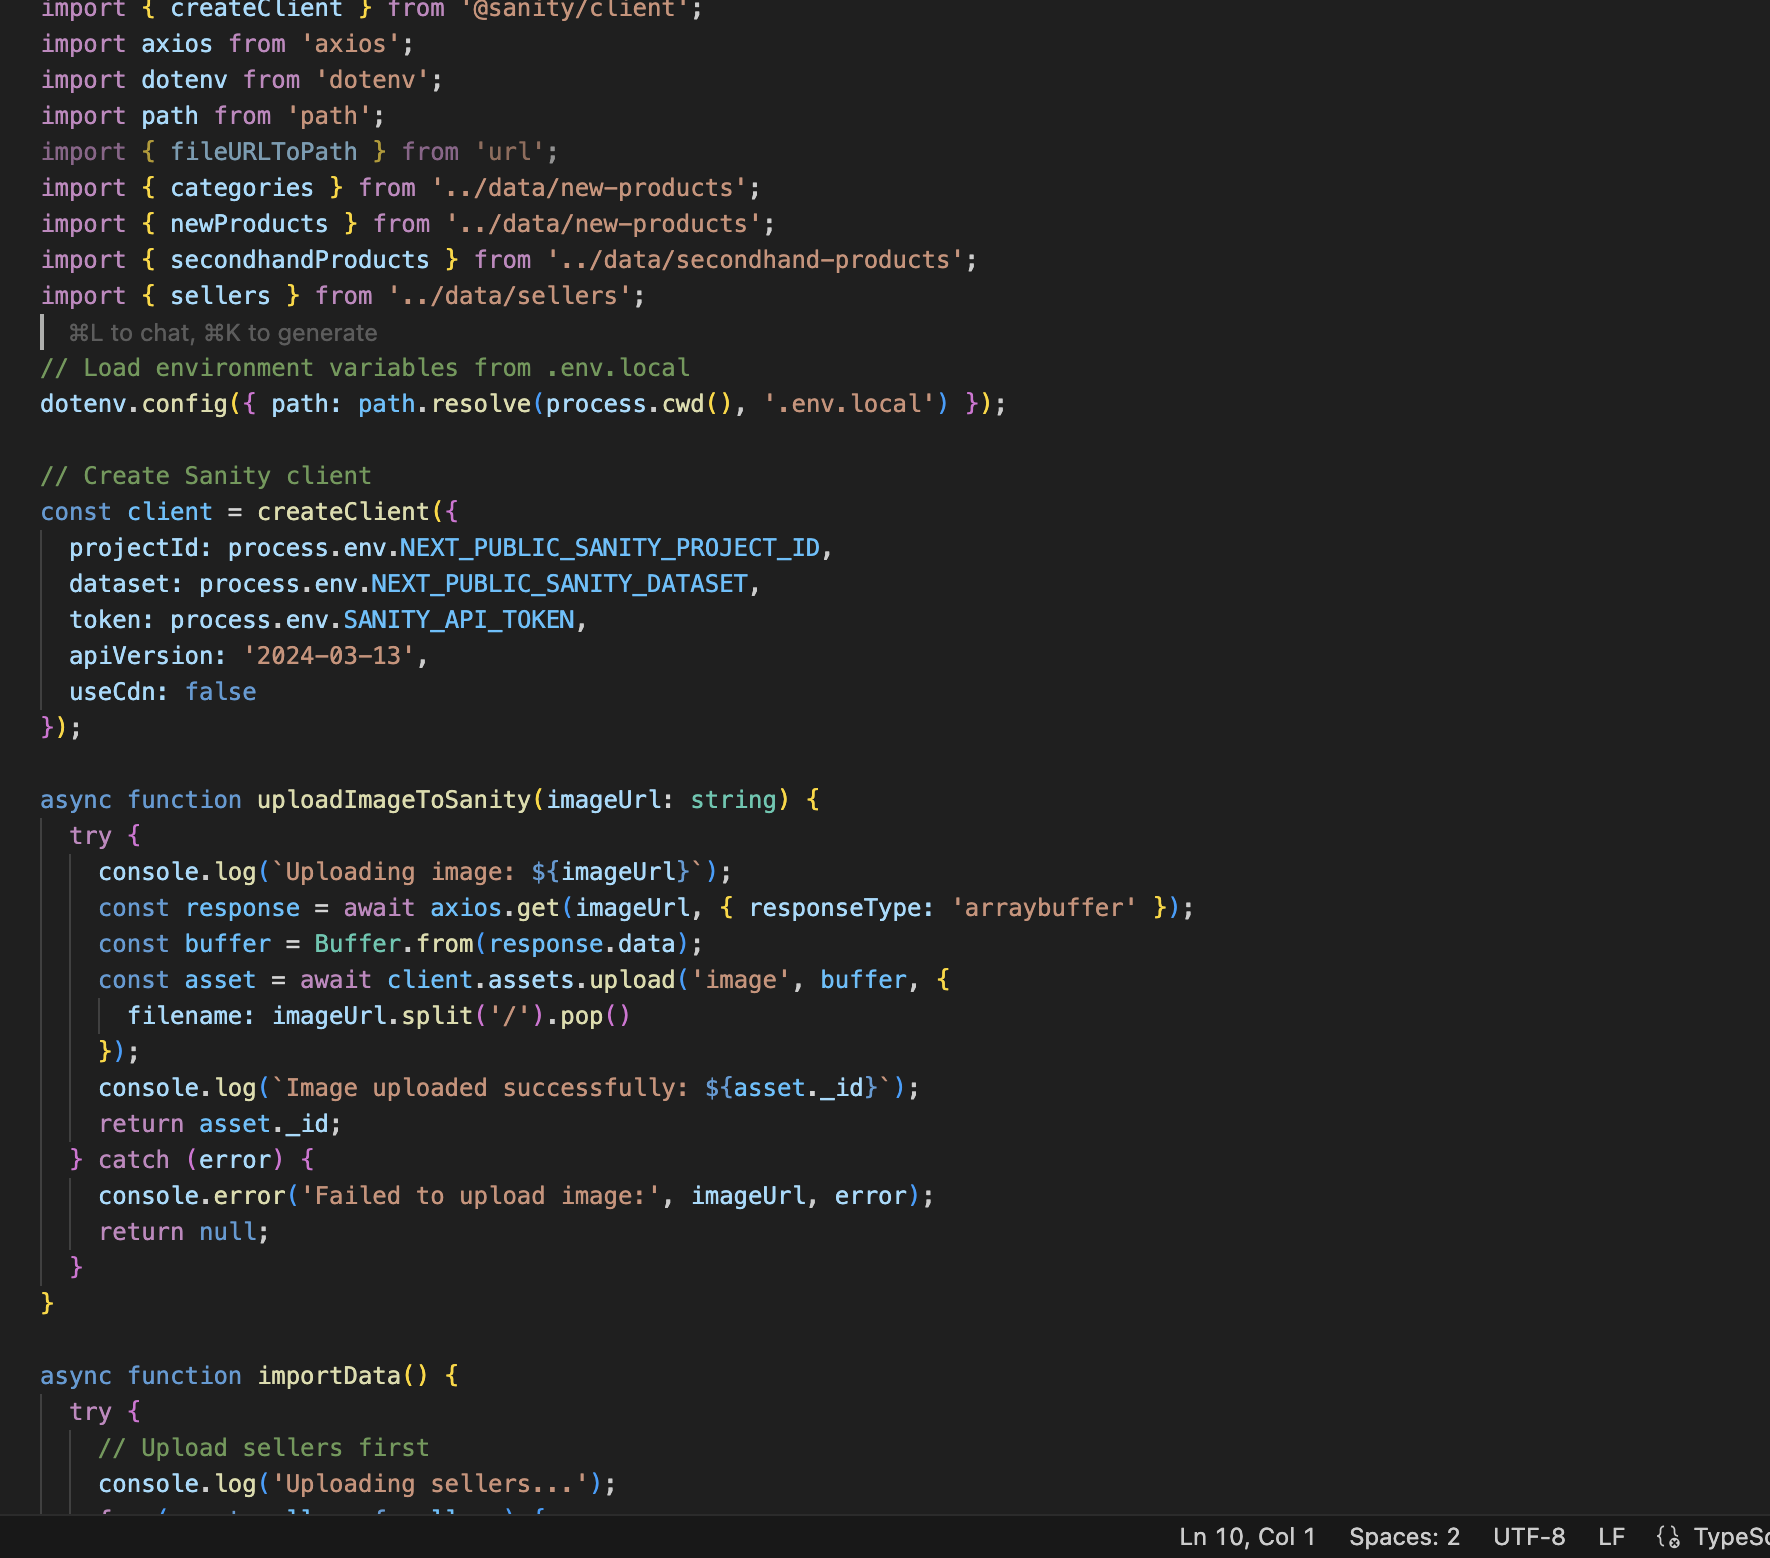 import { createClient } from '@sanity/client';
import axios from 'axios';
import dotenv from 'dotenv';
import path from 'path';
import { fileURLToPath } from 'url';
import { categories } from '../data/new-products';
import { newProducts } from '../data/new-products';
import { secondhandProducts } from '../data/secondhand-products';
import { sellers } from '../data/sellers';
⌘L to chat, ⌘K to generate
// Load environment variables from .env.local
dotenv.config({ path: path.resolve(process.cwd(), '.env.local') });
// Create Sanity client
const client = createClient({
  projectId: process.env.NEXT_PUBLIC_SANITY_PROJECT_ID,
  dataset: process.env.NEXT_PUBLIC_SANITY_DATASET,
  token: process.env.SANITY_API_TOKEN,
  apiVersion: '2024-03-13',
  useCdn: false
});
async function uploadImageToSanity(imageUrl: string) {
  try {
    console.log(`Uploading image: ${imageUrl}`);
    const response = await axios.get(imageUrl, { responseType: 'arraybuffer' });
    const buffer = Buffer.from(response.data);
    const asset = await client.assets.upload('image', buffer, {
      filename: imageUrl.split('/').pop()
    });
    console.log(`Image uploaded successfully: ${asset._id}`);
    return asset._id;
  } catch (error) {
    console.error('Failed to upload image:', imageUrl, error);
    return null;
  }
}
async function importData() {
  try {
    // Upload sellers first
    console.log('Uploading sellers...');
Ln 10, Col 1 Spaces: 2 UTF-8 LF {} TypeSc